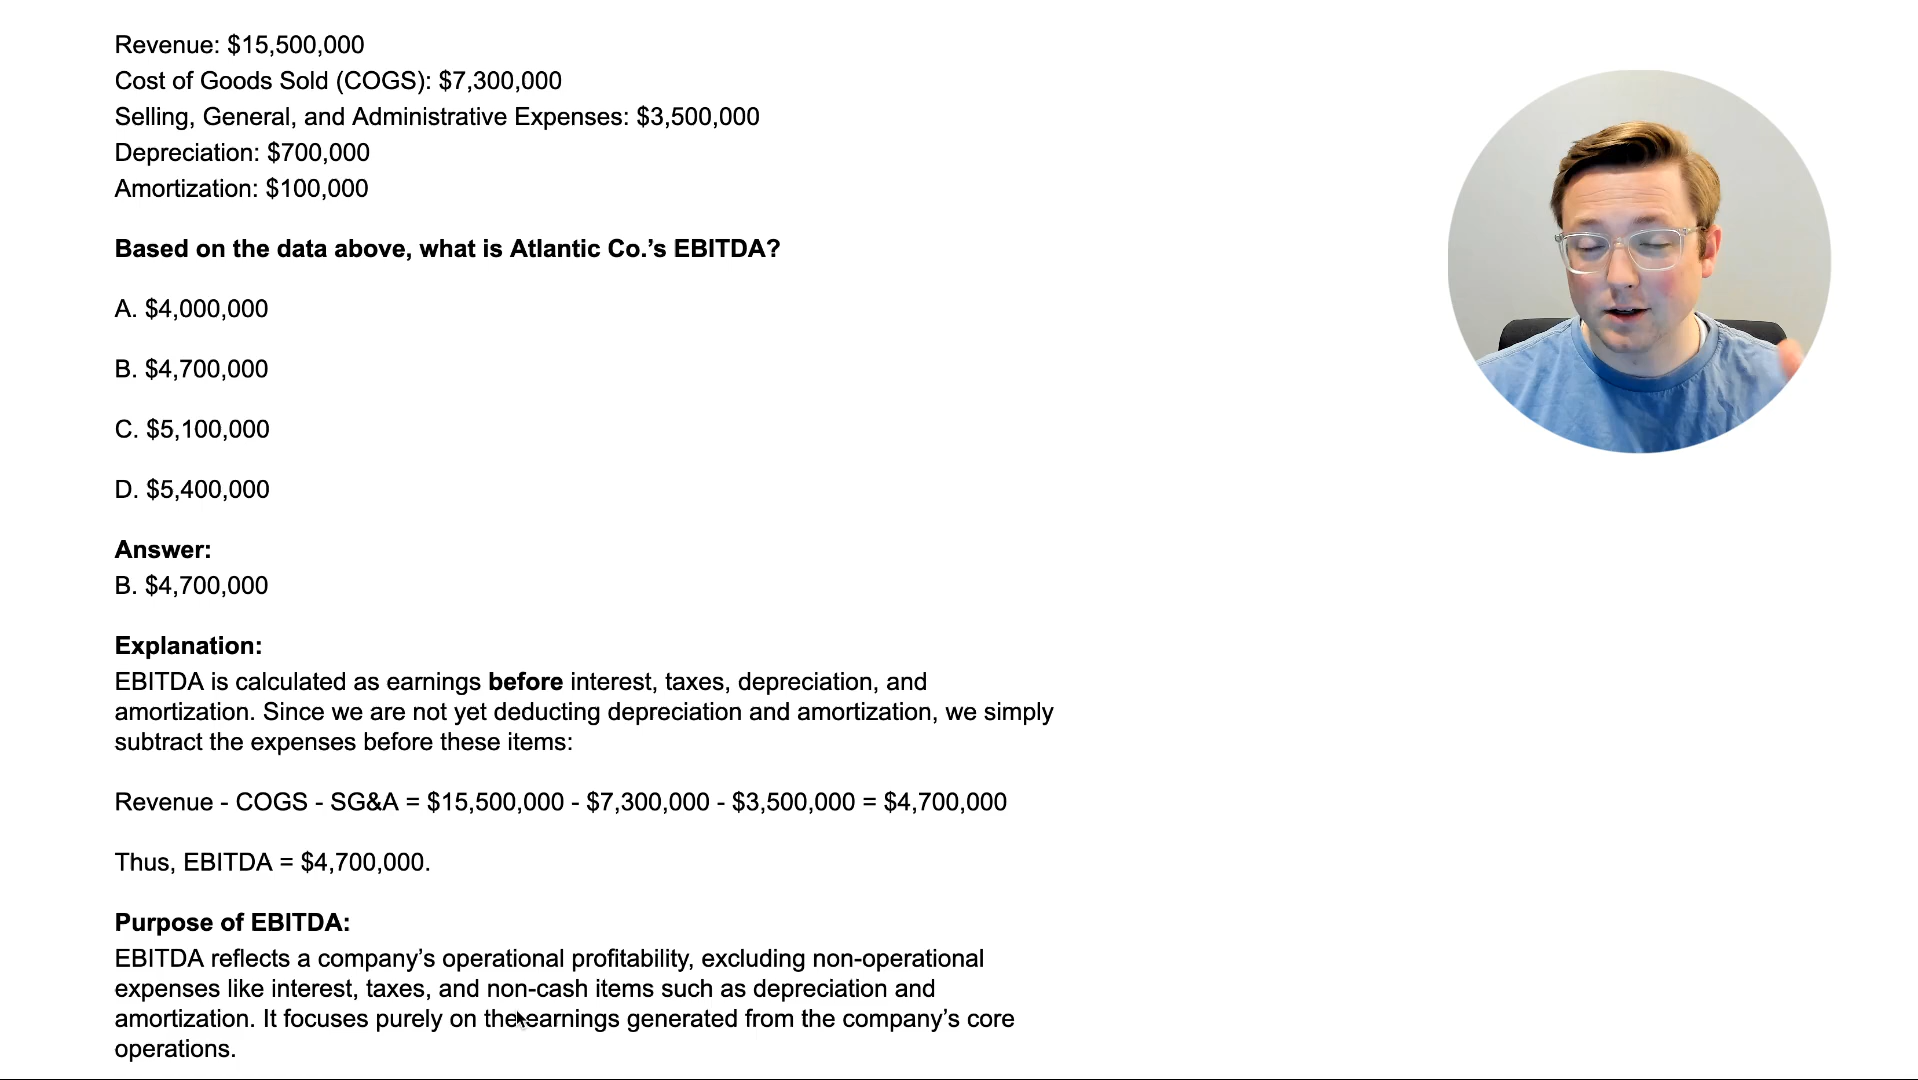 Revenue: $15,500,000
Cost of Goods Sold (COGS): $7,300,000
Selling, General, and Administrative Expenses: $3,500,000
Depreciation: $700,000
Amortization: $100,000
Based on the data above, what is Atlantic Co.’s EBITDA?
A. $4,000,000
B. $4,700,000
C. $5,100,000
D. $5,400,000
Answer:
B. $4,700,000
Explanation:
EBITDA is calculated as earnings before interest, taxes, depreciation, and
amortization. Since we are not yet deducting depreciation and amortization, we simply
subtract the expenses before these items:
Revenue - COGS - SG&A = $15,500,000 - $7,300,000 - $3,500,000 = $4,700,000
Thus, EBITDA = $4,700,000.
Purpose of EBITDA:
EBITDA reflects a company’s operational profitability, excluding non-operational
expenses like interest, taxes, and non-cash items such as depreciation and
amortization. It focuses purely on the earnings generated from the company’s core
operations.